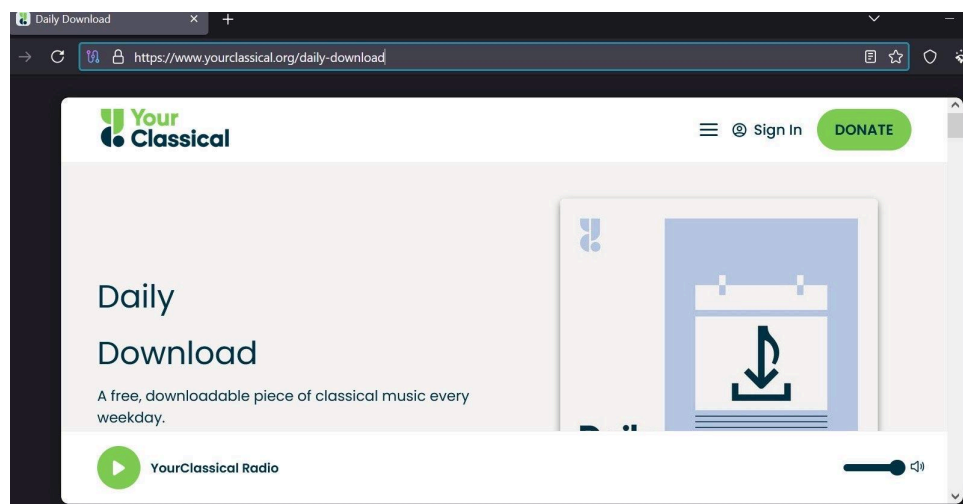 Daily Download
https://www.yourclassical.org/daily-download
Your
Classical
Sign In
DONATE
Daily
Download
A free, downloadable piece of classical music every
weekday.
YourClassical Radio